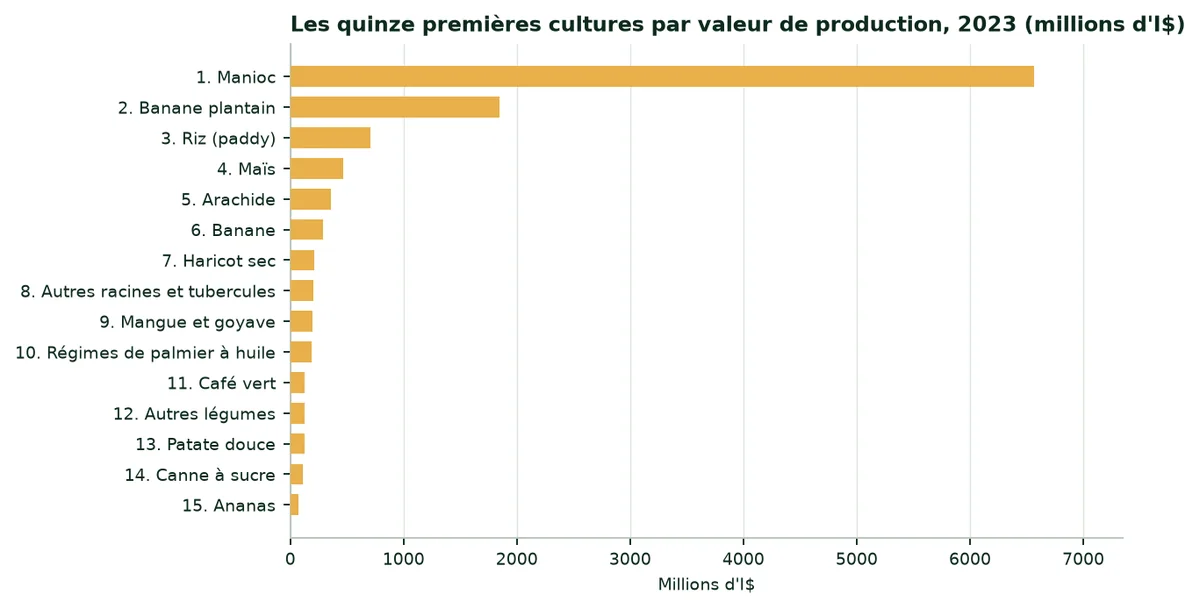 Les quinze premières cultures par valeur de production, 2023 (millions d'I$)
1. Manioc
2. Banane plantain
3. Riz (paddy)
4. Maïs
5. Arachide
6. Banane
7. Haricot sec
8. Autres racines et tubercules
9. Mangue et goyave
10. Régimes de palmier à huile
11. Café vert
12. Autres légumes
13. Patate douce
14. Canne à sucre
15. Ananas
0 1000 2000 3000 4000 5000 6000 7000
Millions d'I$